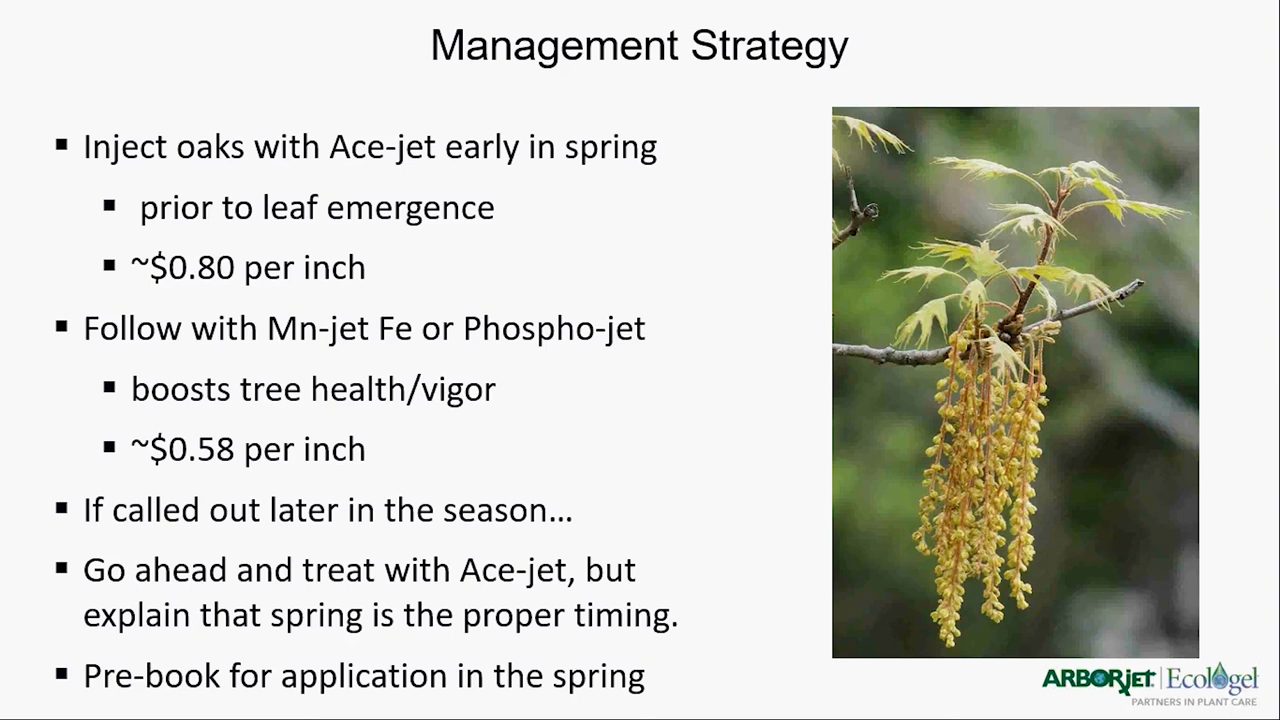 Management Strategy
▪ Inject oaks with Ace-jet early in spring
▪ prior to leaf emergence
▪ ~$0.80 per inch
▪ Follow with Mn-jet Fe or Phospho-jet
▪ boosts tree health/vigor
▪ ~$0.58 per inch
▪ If called out later in the season…
▪ Go ahead and treat with Ace-jet, but
explain that spring is the proper timing.
▪ Pre-book for application in the spring
ARBORjet | Ecologel
PARTNERS IN PLANT CARE